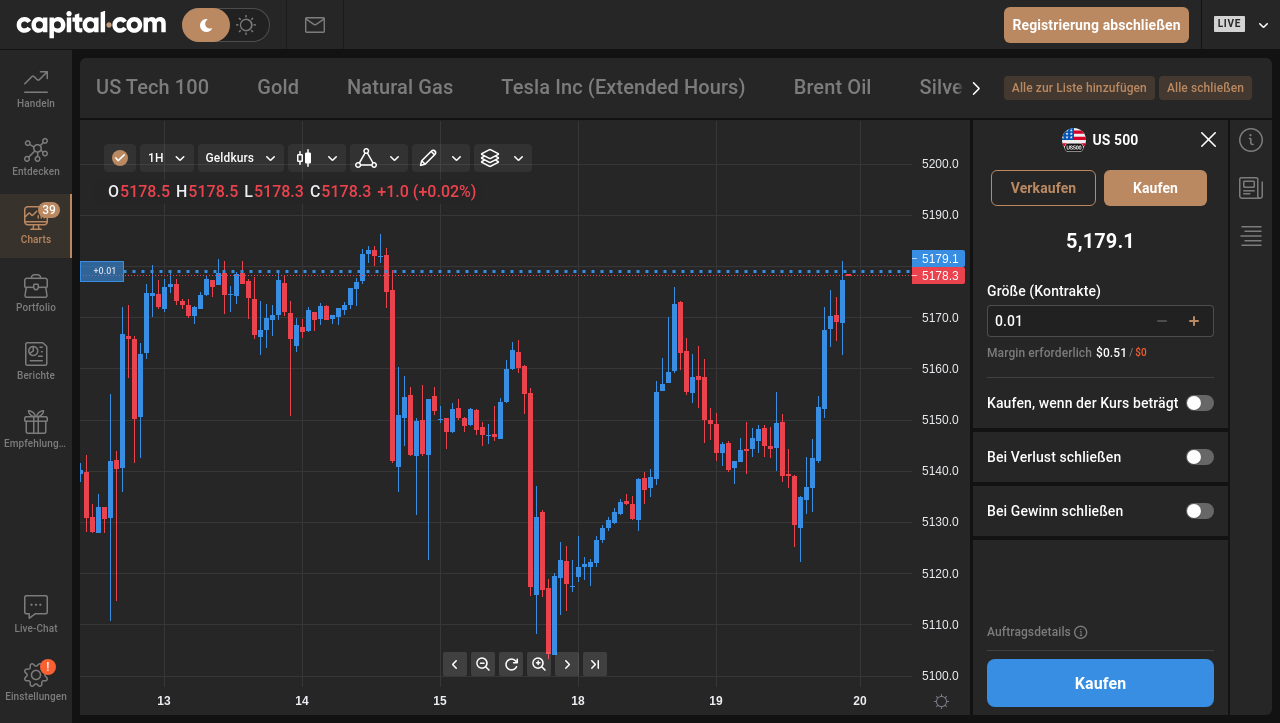 capital.com
Registrierung abschließen
LIVE
Handeln
Entdecken
39
Charts
Portfolio
Berichte
Empfehlung...
Live-Chat
!
Einstellungen
US Tech 100
Gold
Natural Gas
Tesla Inc (Extended Hours)
Brent Oil
Silve
Alle zur Liste hinzufügen
Alle schließen
1H
Geldkurs
O5178.5 H5178.5 L5178.3 C5178.3 +1.0 (+0.02%)
+0.01
5200.0
5190.0
5179.1
5178.3
5170.0
5160.0
5150.0
5140.0
5130.0
5120.0
5110.0
5100.0
13
14
15
18
19
20
US500
US 500
Verkaufen
Kaufen
5,179.1
Größe (Kontrakte)
0.01
Margin erforderlich $0.51 / $0
Kaufen, wenn der Kurs beträgt
Bei Verlust schließen
Bei Gewinn schließen
Auftragsdetails
Kaufen